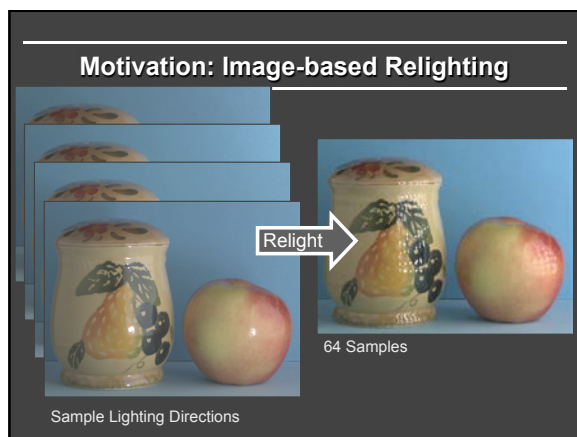 Motivation: Image-based Relighting
Relight
64 Samples
Sample Lighting Directions